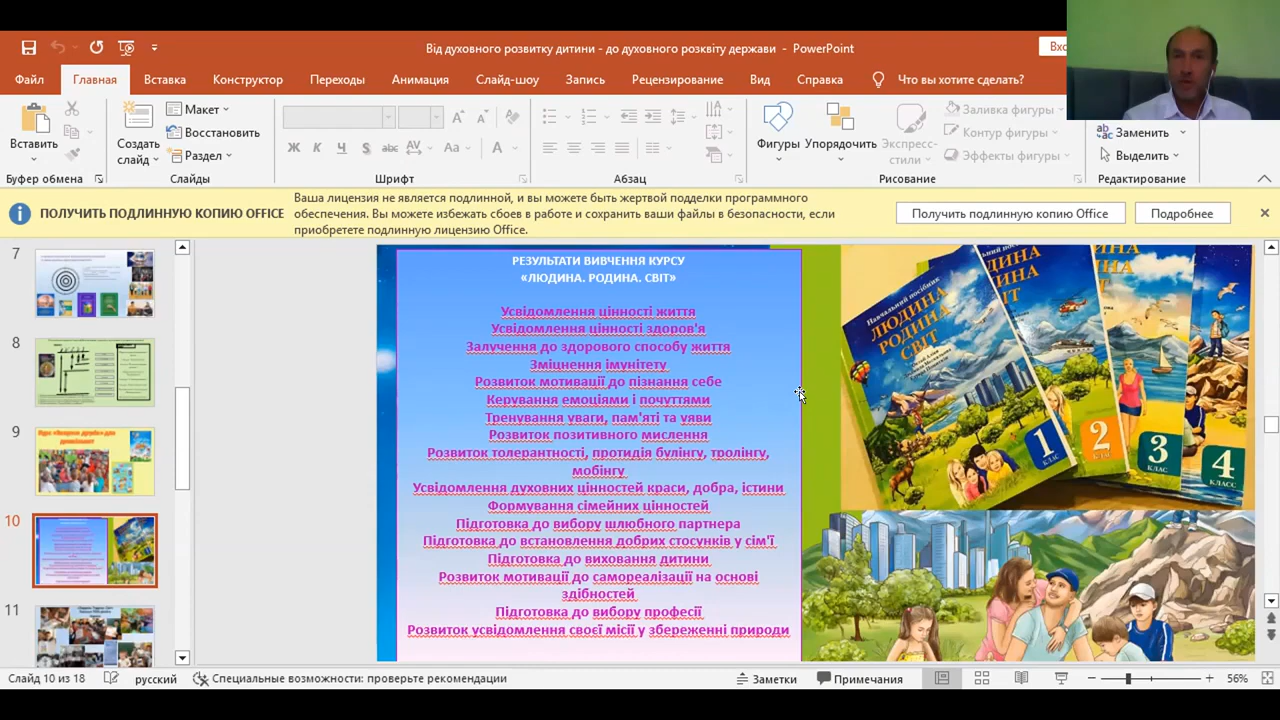 Від духовного розвитку дитини - до духовного розквіту держави - PowerPoint
Файл
Главная
Вставка
Конструктор
Переходы
Анимация
Слайд-шоу
Запись
Рецензирование
Вид
Справка
Что вы хотите сделать?
Вставить
Буфер обмена
Создать слайд
Макет
Восстановить
Раздел
Слайды
Ж К Ч S abc AV Aa А
Шрифт
Абзац
Фигуры
Упорядочить
Экспресс-стили
Заливка фигуры
Контур фигуры
Эффекты фигуры
Рисование
Заменить
Выделить
Редактирование
ПОЛУЧИТЬ ПОДЛИННУЮ КОПИЮ OFFICE
Ваша лицензия не является подлинной, и вы можете быть жертвой подделки программного
обеспечения. Вы можете избежать сбоев в работе и сохранить ваши файлы в безопасности, если
приобретете подлинную лицензию Office.
Получить подлинную копию Office
Подробнее
7
8
9
10
11
РЕЗУЛЬТАТИ ВИВЧЕННЯ КУРСУ
«ЛЮДИНА. РОДИНА. СВІТ»
Усвідомлення цінності життя
Усвідомлення цінності здоров'я
Залучення до здорового способу життя
Зміцнення імунітету
Розвиток мотивації до пізнання себе
Керування емоціями і почуттями
Тренування уваги, пам'яті та уяви
Розвиток позитивного мислення
Розвиток толерантності, протидія булінгу, тролінгу,
мобінгу
Усвідомлення духовних цінностей краси, добра, істини
Формування сімейних цінностей
Підготовка до вибору шлюбного партнера
Підготовка до встановлення добрих стосунків у сім'ї
Підготовка до виховання дитини
Розвиток мотивації до самореалізації на основі
здібностей
Підготовка до вибору професії
Розвиток усвідомлення своєї місії у збереженні природи
Навчальний посібник
ЛЮДИНА
РОДИНА
СВІТ
1 КЛАС
2 КЛАС
3 КЛАС
4 КЛАСС
Слайд 10 из 18
русский
Специальные возможности: проверьте рекомендации
Заметки
Примечания
56%